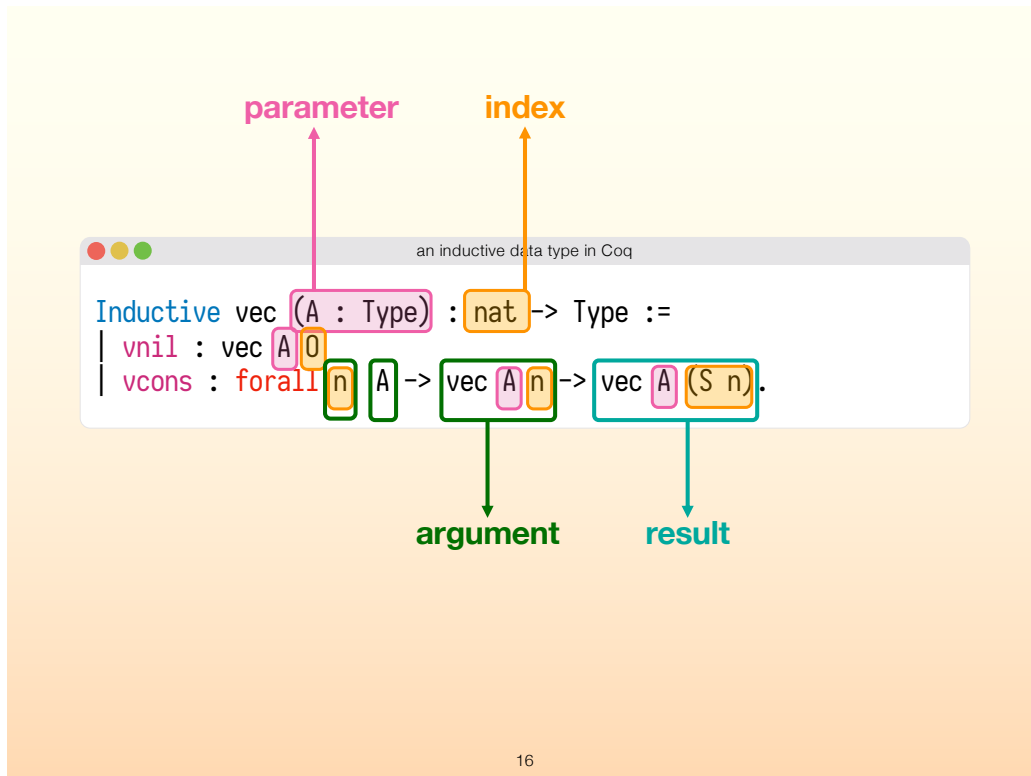 parameter index
an inductive data type in Coq
Inductive vec (A : Type) : nat -> Type :=
| vnil : vec A O
| vcons : forall n A -> vec A n -> vec A (S n).
argument result
16